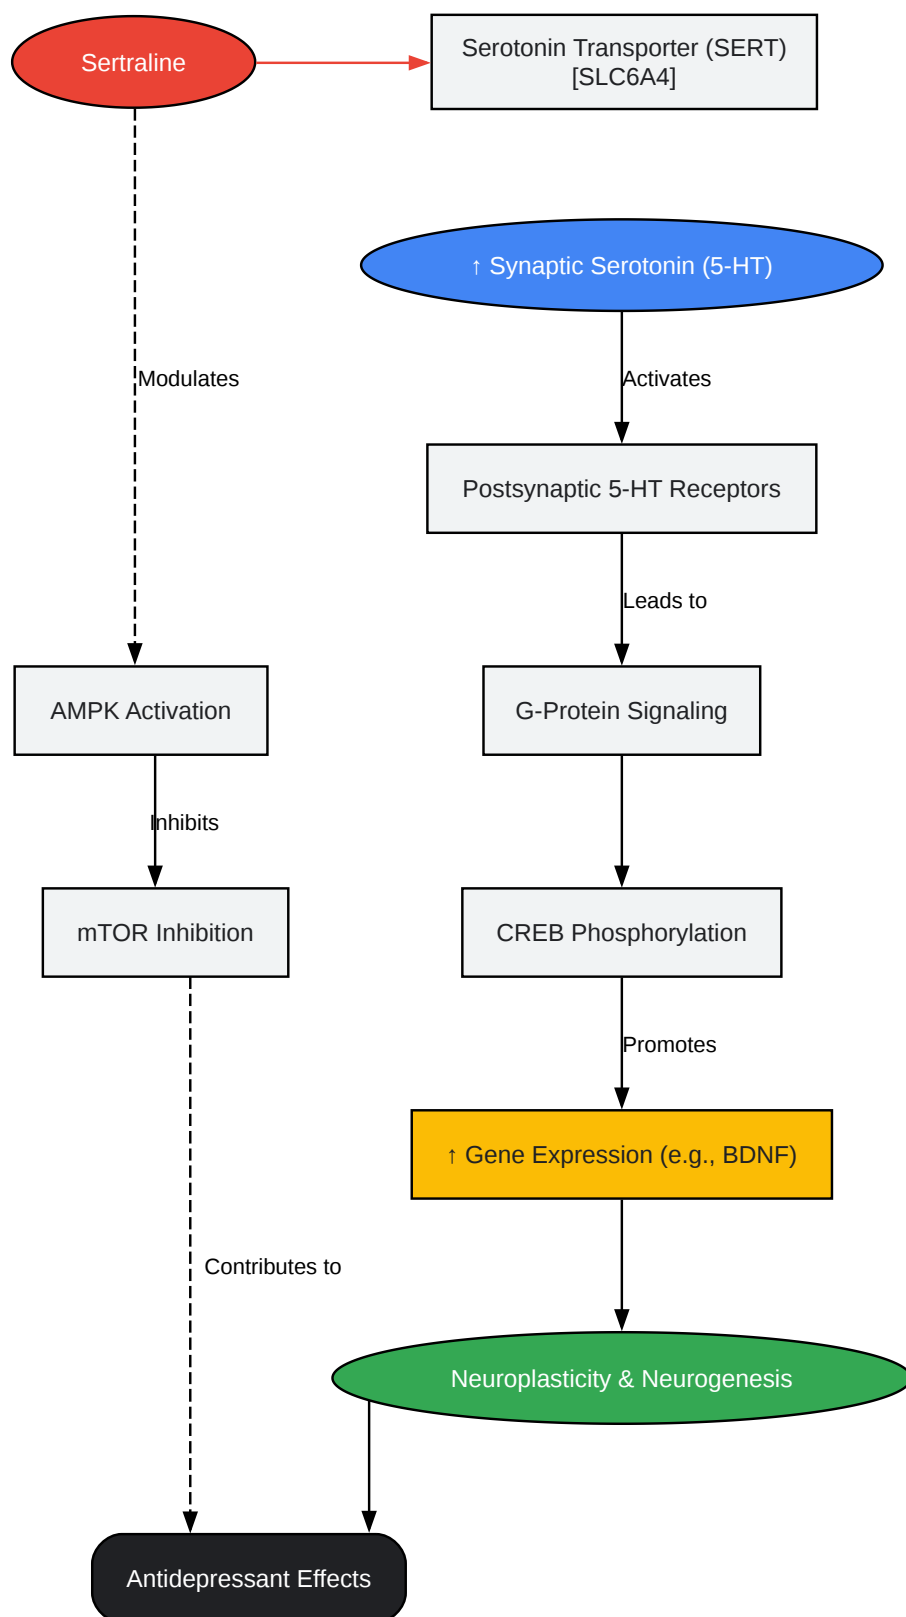 Sertraline
Serotonin Transporter (SERT)
[SLC6A4]
↑ Synaptic Serotonin (5-HT)
Modulates
Activates
Postsynaptic 5-HT Receptors
Leads to
AMPK Activation
G-Protein Signaling
Inhibits
mTOR Inhibition
CREB Phosphorylation
Promotes
↑ Gene Expression (e.g., BDNF)
Contributes to
Neuroplasticity & Neurogenesis
Antidepressant Effects